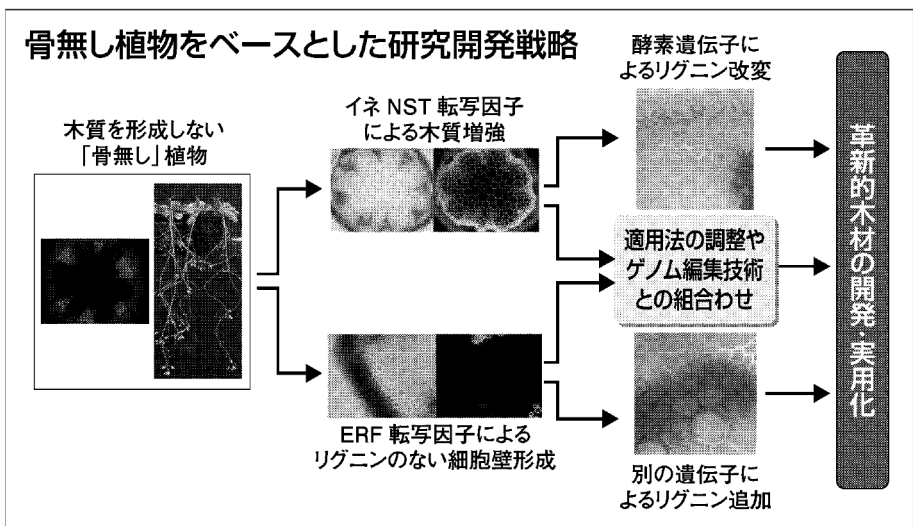 骨無し植物をベースとした研究開発戦略
木質を形成しない
「骨無し」植物
イネ NST 転写因子
による木質増強
ERF 転写因子による
リグニンのない細胞壁形成
酵素遺伝子に
よるリグニン改変
適用法の調整や
ゲノム編集技術
との組合わせ
別の遺伝子に
よるリグニン追加
革新的木材の開発・実用化